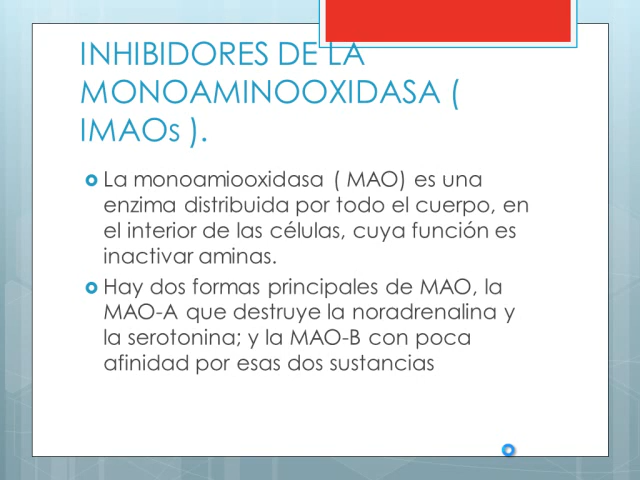 INHIBIDORES DE LA
MONOAMINOOXIDASA (
IMAOs ).
La monoamiooxidasa ( MAO) es una
enzima distribuida por todo el cuerpo, en
el interior de las células, cuya función es
inactivar aminas.
Hay dos formas principales de MAO, la
MAO-A que destruye la noradrenalina y
la serotonina; y la MAO-B con poca
afinidad por esas dos sustancias